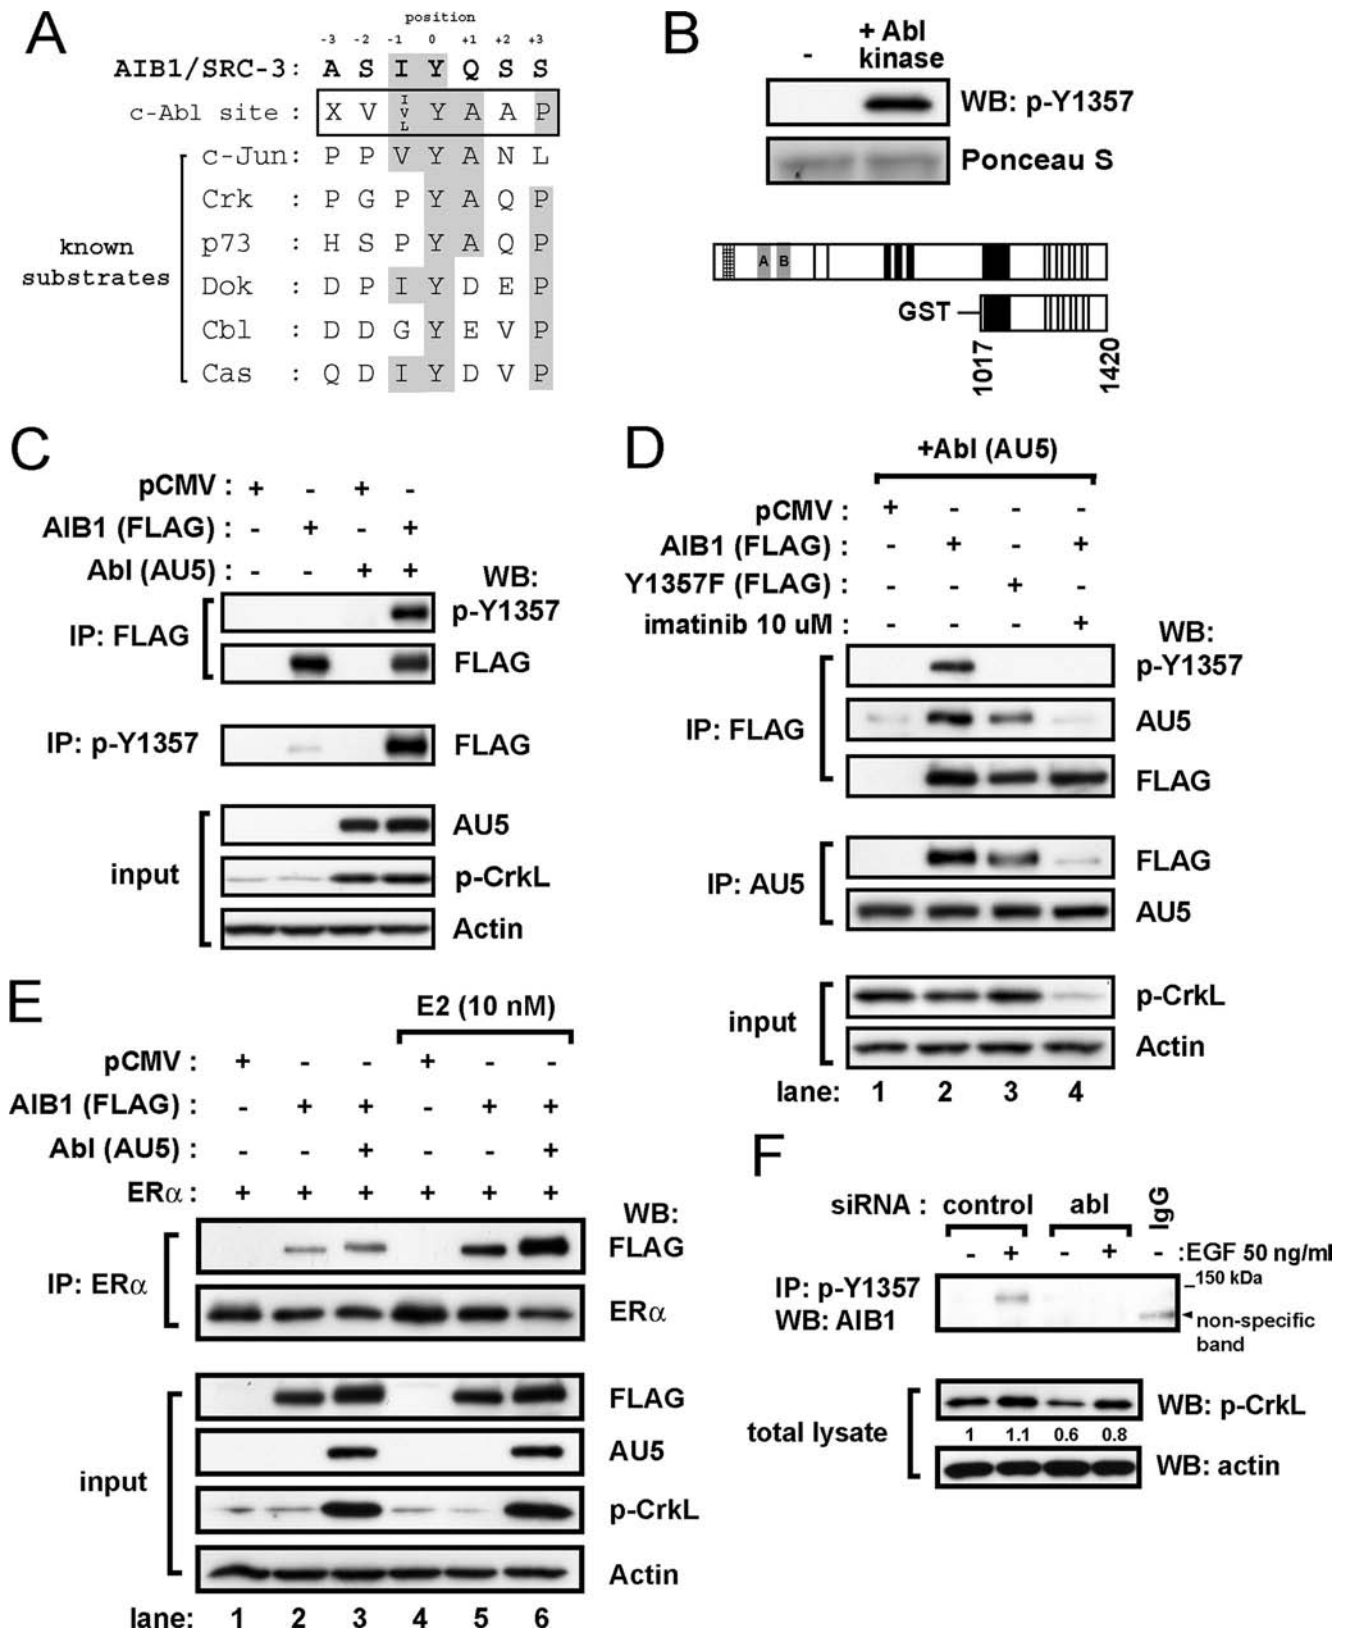 A
position
-3 -2 -1 0 +1 +2 +3
AIB1/SRC-3: A S I Y Q S S
c-Abl site : X V I V L Y A A P
c-Jun: P P V Y A N L
Crk : P G P Y A Q P
known substrates
p73 : H S P Y A Q P
Dok : D P I Y D E P
Cbl : D D G Y E V P
Cas : Q D I Y D V P
B
- + Abl kinase
WB: p-Y1357
Ponceau S
A B
GST
1017 1420
C
pCMV : + - + -
AIB1 (FLAG) : - + - +
Abl (AU5) : - - + +
WB:
IP: FLAG
p-Y1357
FLAG
IP: p-Y1357 FLAG
input
AU5
p-CrkL
Actin
D
+Abl (AU5)
pCMV : + - - -
AIB1 (FLAG) : - + - +
Y1357F (FLAG) : - - + -
imatinib 10 uM : - - - +
WB:
IP: FLAG
p-Y1357
AU5
FLAG
IP: AU5
FLAG
AU5
input
p-CrkL
Actin
lane: 1 2 3 4
E
E2 (10 nM)
pCMV : + - - + - -
AIB1 (FLAG) : - + + - + +
Abl (AU5) : - - + - - +
ERα : + + + + + +
WB:
IP: ERα
FLAG
ERα
input
FLAG
AU5
p-CrkL
Actin
lane: 1 2 3 4 5 6
F
siRNA : control abl IgG
- + - + - :EGF 50 ng/ml
IP: p-Y1357
WB: AIB1
150 kDa
non-specific
band
total lysate
WB: p-CrkL
1 1.1 0.6 0.8
WB: actin